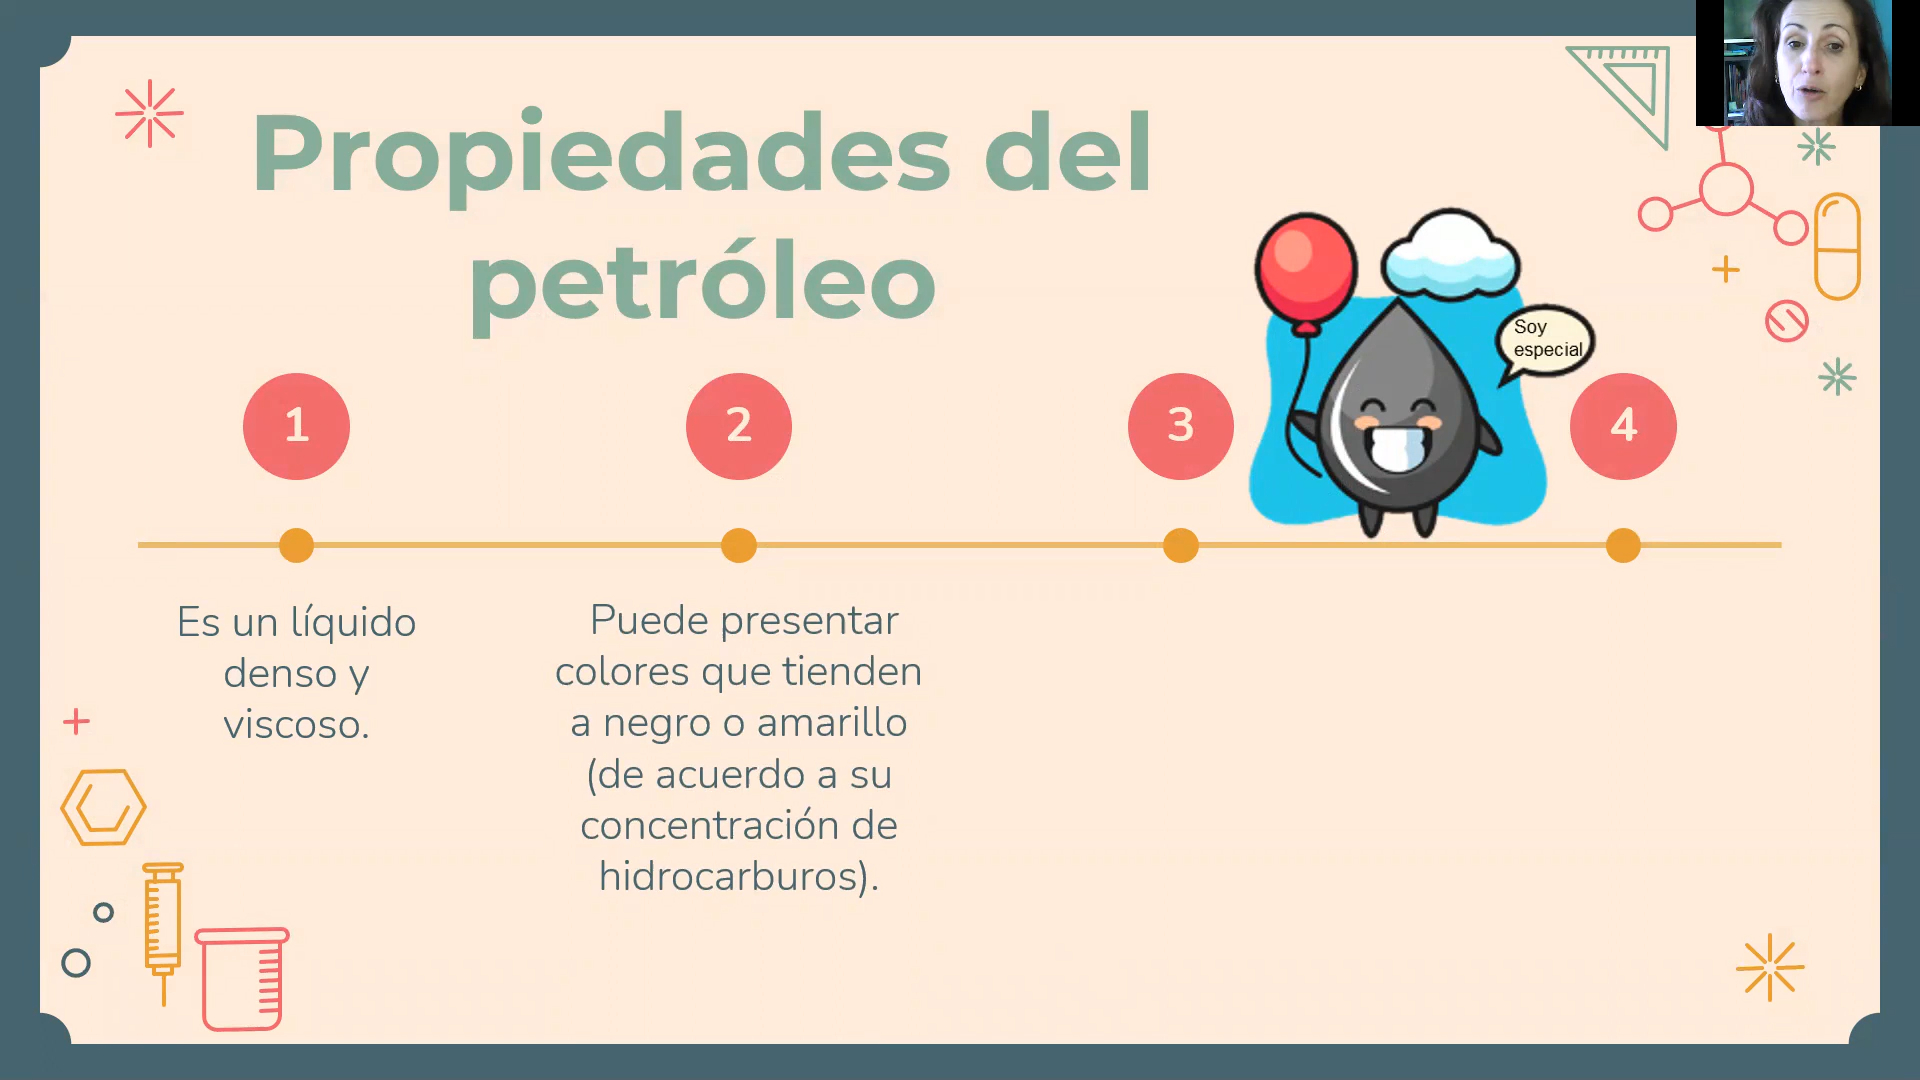 Propiedades del
petróleo
Soy
especial
1
2
3
4
Es un líquido
denso y
viscoso.
Puede presentar
colores que tienden
a negro o amarillo
(de acuerdo a su
concentración de
hidrocarburos).